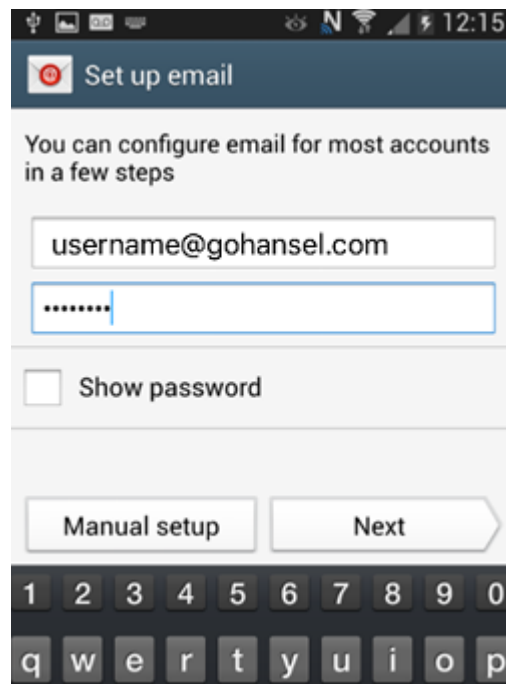 12:15
Set up email
You can configure email for most accounts
in a few steps
username@gohansel.com
••••••••
Show password
Manual setup
Next
1 2 3 4 5 6 7 8 9 0
q w e r t y u i o p